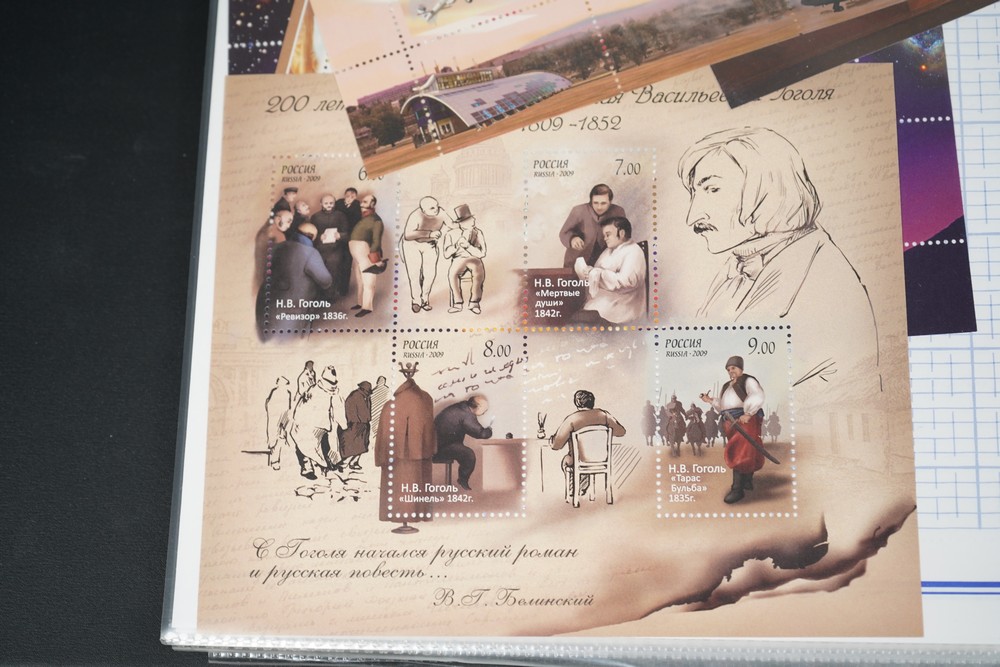 200 лет
Васильевича Гоголя
1809 - 1852
РОССИЯ
RUSSIA · 2009
7.00
Н.В. Гоголь
«Ревизор» 1836г.
Н.В. Гоголь
«Мертвые
души»
1842г.
РОССИЯ
RUSSIA · 2009
8.00
Н.В. Гоголь
«Шинель» 1842г.
РОССИЯ
RUSSIA · 2009
9.00
Н.В. Гоголь
«Тарас
Бульба»
1835г.
РОССИЯ
RUSSIA · 2009
С Гоголя начался русский роман
и русская повесть...
В.Г. Белинский